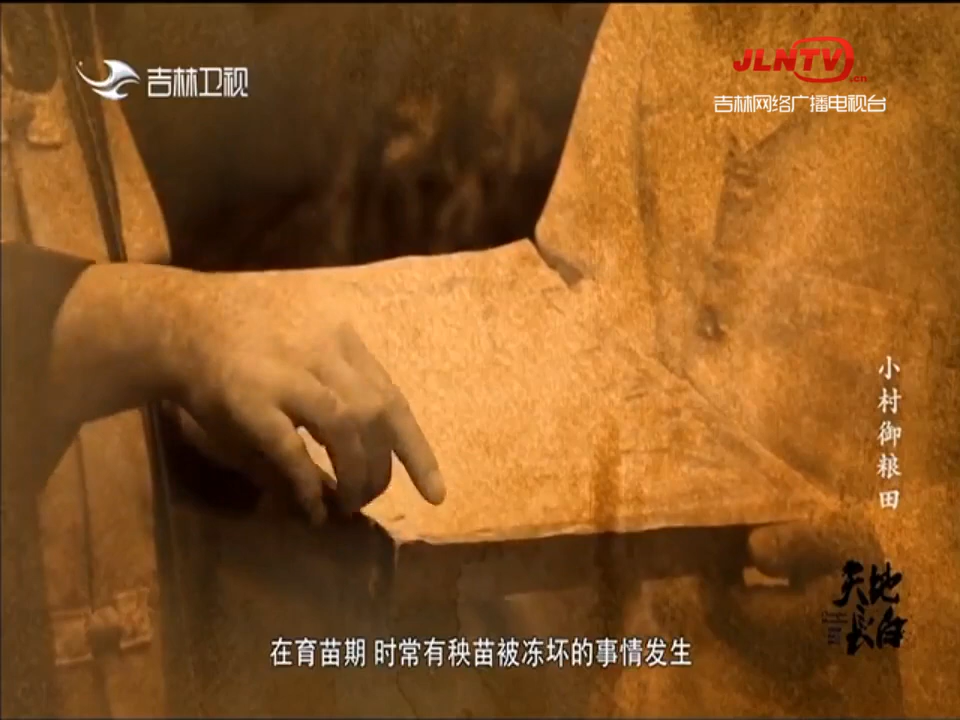 吉林卫视
JLNTV.cn
吉林网络广播电视台
小村御粮田
天地长白
在育苗期 时常有秧苗被冻坏的事情发生